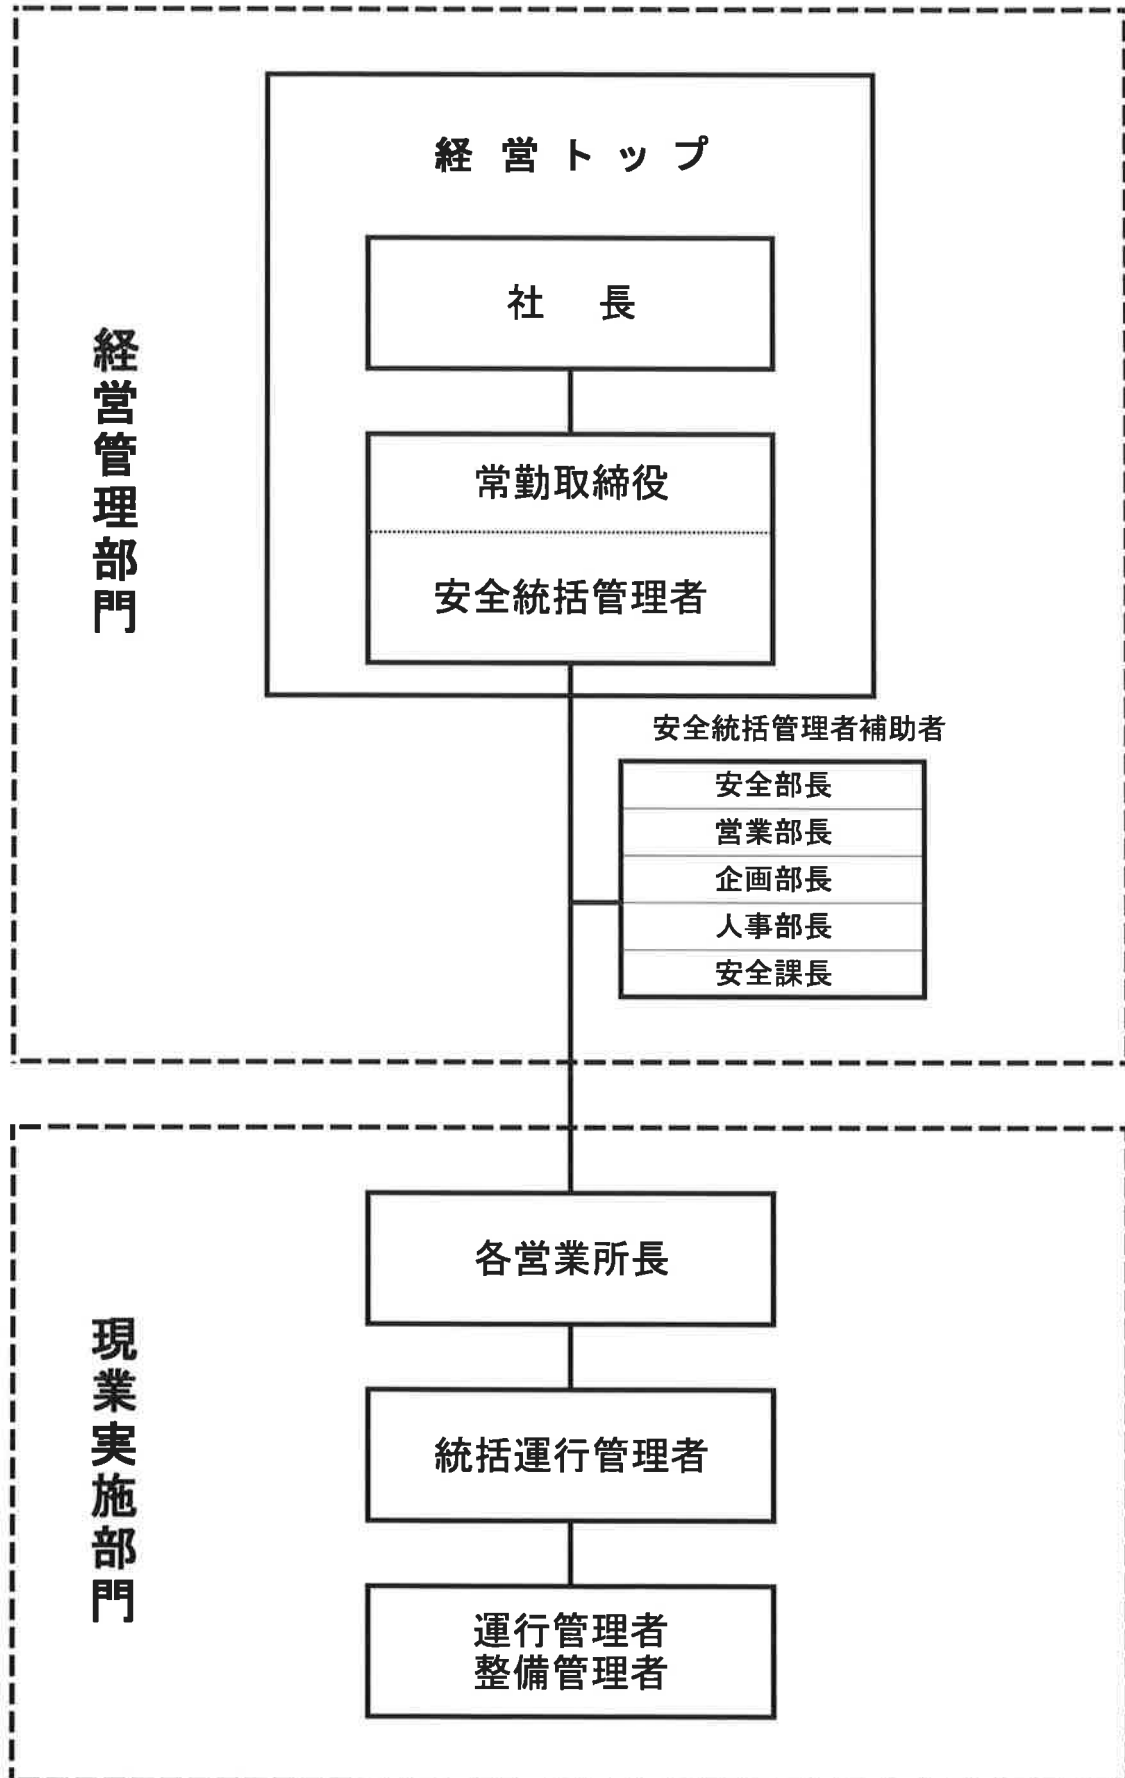 経営管理部門
経営トップ
社長
常勤取締役
安全統括管理者
安全統括管理者補助者
安全部長
営業部長
企画部長
人事部長
安全課長
現業実施部門
各営業所長
統括運行管理者
運行管理者
整備管理者